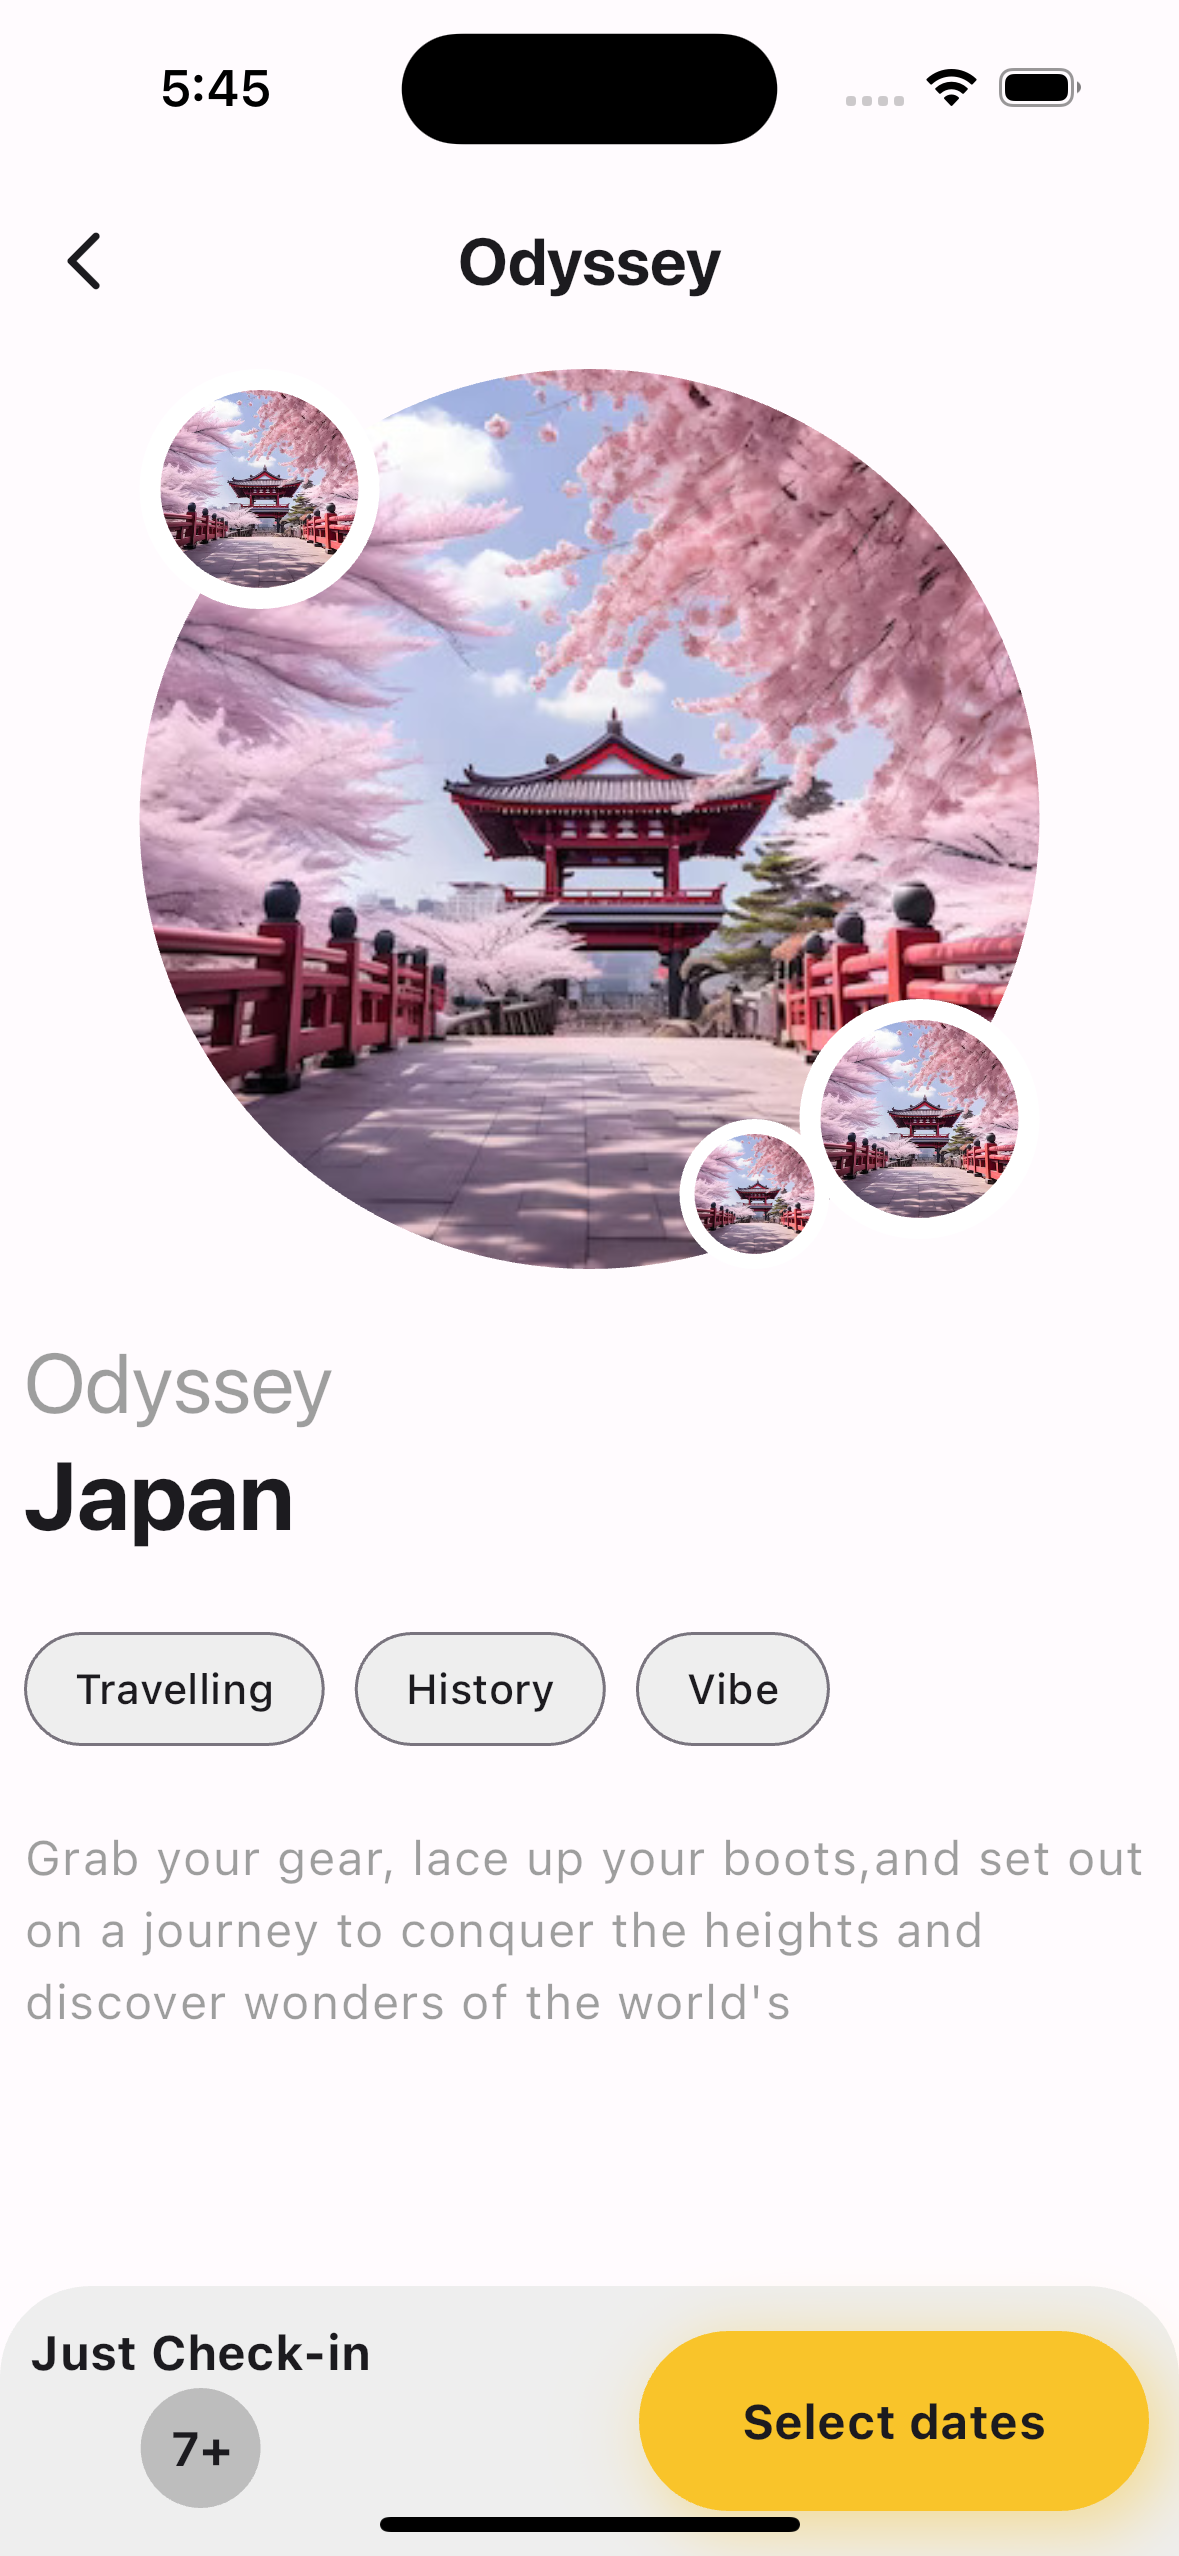 5:45
Odyssey
Odyssey
Japan
Travelling
History
Vibe
Grab your gear, lace up your boots,and set out
on a journey to conquer the heights and
discover wonders of the world's
Just Check-in
7+
Select dates